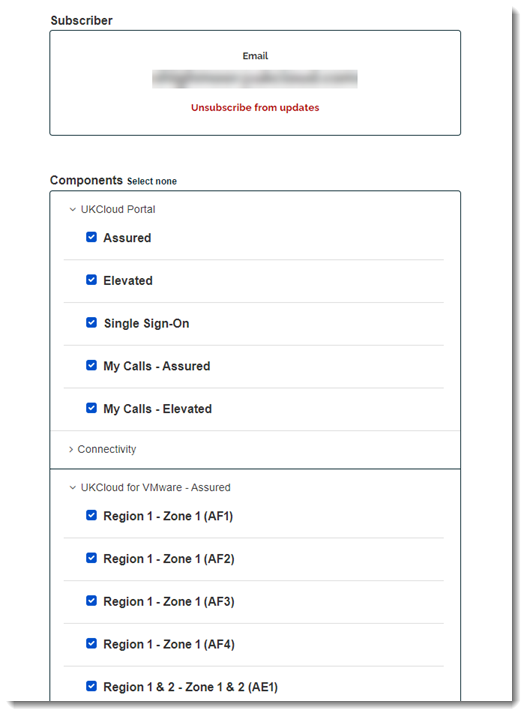 Subscriber
Email
Unsubscribe from updates
Components Select none
UKCloud Portal
Assured
Elevated
Single Sign-On
My Calls - Assured
My Calls - Elevated
Connectivity
UKCloud for VMware - Assured
Region 1 - Zone 1 (AF1)
Region 1 - Zone 1 (AF2)
Region 1 - Zone 1 (AF3)
Region 1 - Zone 1 (AF4)
Region 1 & 2 - Zone 1 & 2 (AE1)